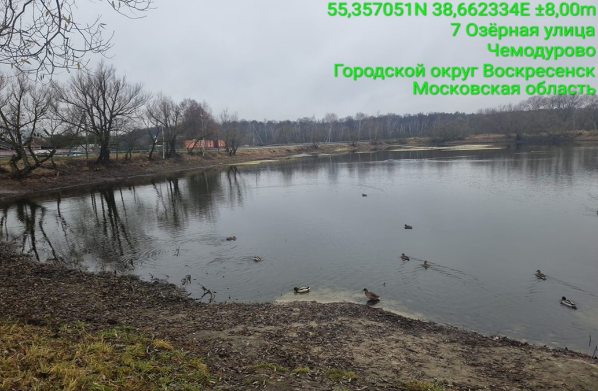 55,357051N 38,662334E ±8,00m
7 Озёрная улица
Чемодурово
Городской округ Воскресенск
Московская область